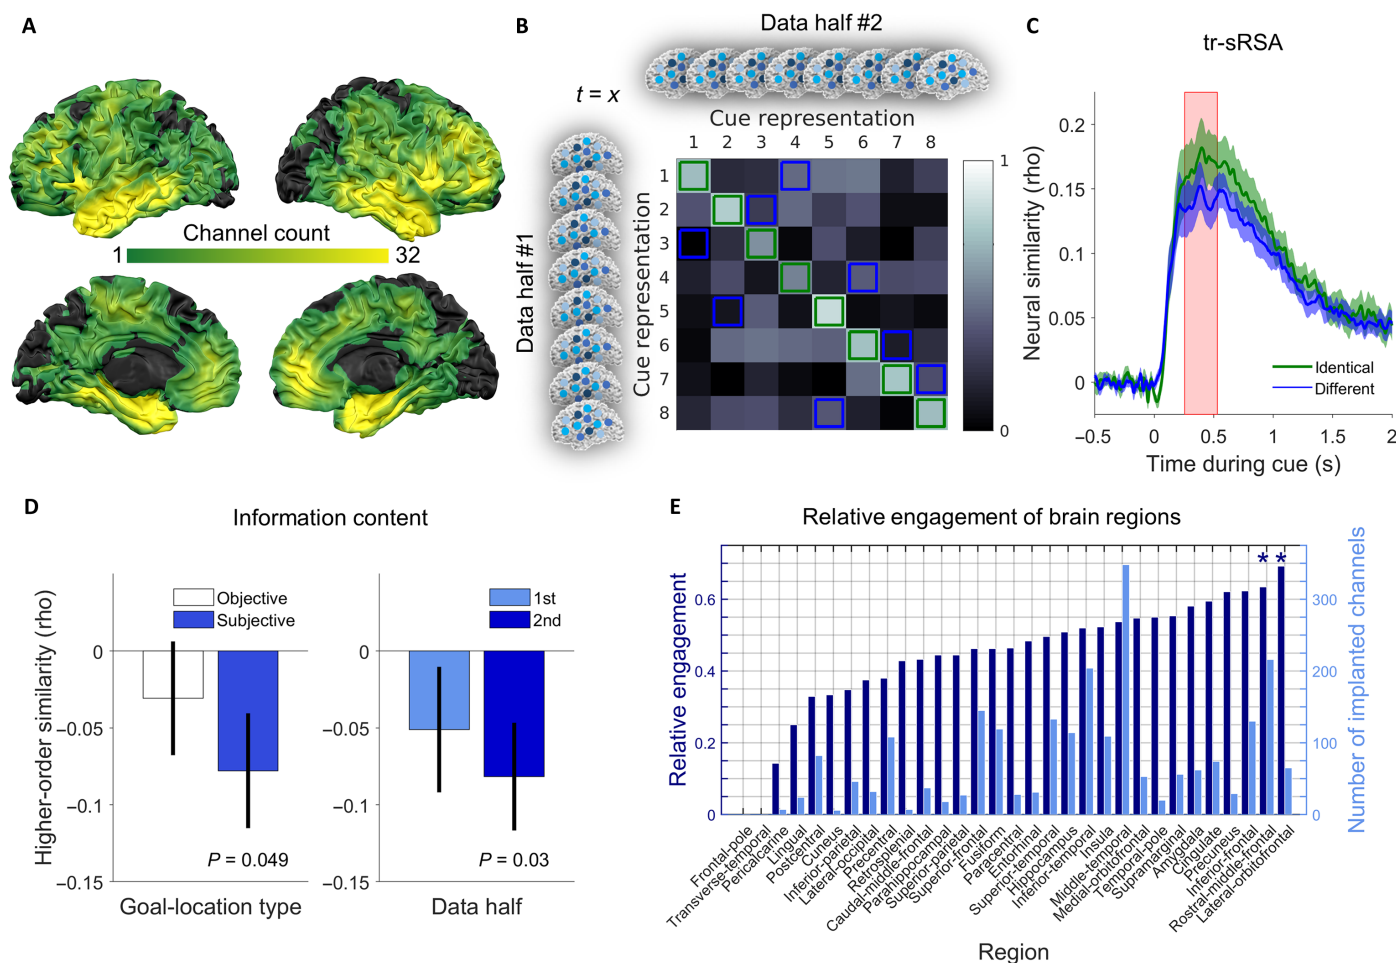 A
Channel count
1
32
B
Data half #2
t = x
Cue representation
1 2 3 4 5 6 7 8
Data half #1
Cue representation
1
2
3
4
5
6
7
8
1
0
C
tr-sRSA
Neural similarity (rho)
0.2
0.15
0.1
0.05
0
Identical
Different
−0.5 0 0.5 1 1.5 2
Time during cue (s)
D
Information content
Higher-order similarity (rho)
Objective
Subjective
0
−0.05
−0.1
−0.15
P = 0.049
Goal-location type
1st
2nd
0
−0.05
−0.1
−0.15
P = 0.03
Data half
E
Relative engagement of brain regions
Relative engagement
0.6
0.4
0.2
0
* *
Number of implanted channels
300
200
100
0
Frontal-pole
Transverse-temporal
Pericalcarine
Lingual
Postcentral
Cuneus
Inferior-parietal
Lateral-occipital
Precentral
Retrosplenial
Caudal-middle-frontal
Parahippocampal
Superior-parietal
Superior-frontal
Fusiform
Paracentral
Entorhinal
Superior-temporal
Hippocampus
Inferior-temporal
Insula
Middle-temporal
Medial-orbitofrontal
Temporal-pole
Supramarginal
Amygdala
Cingulate
Precuneus
Inferior-frontal
Rostral-middle-frontal
Lateral-orbitofrontal
Region